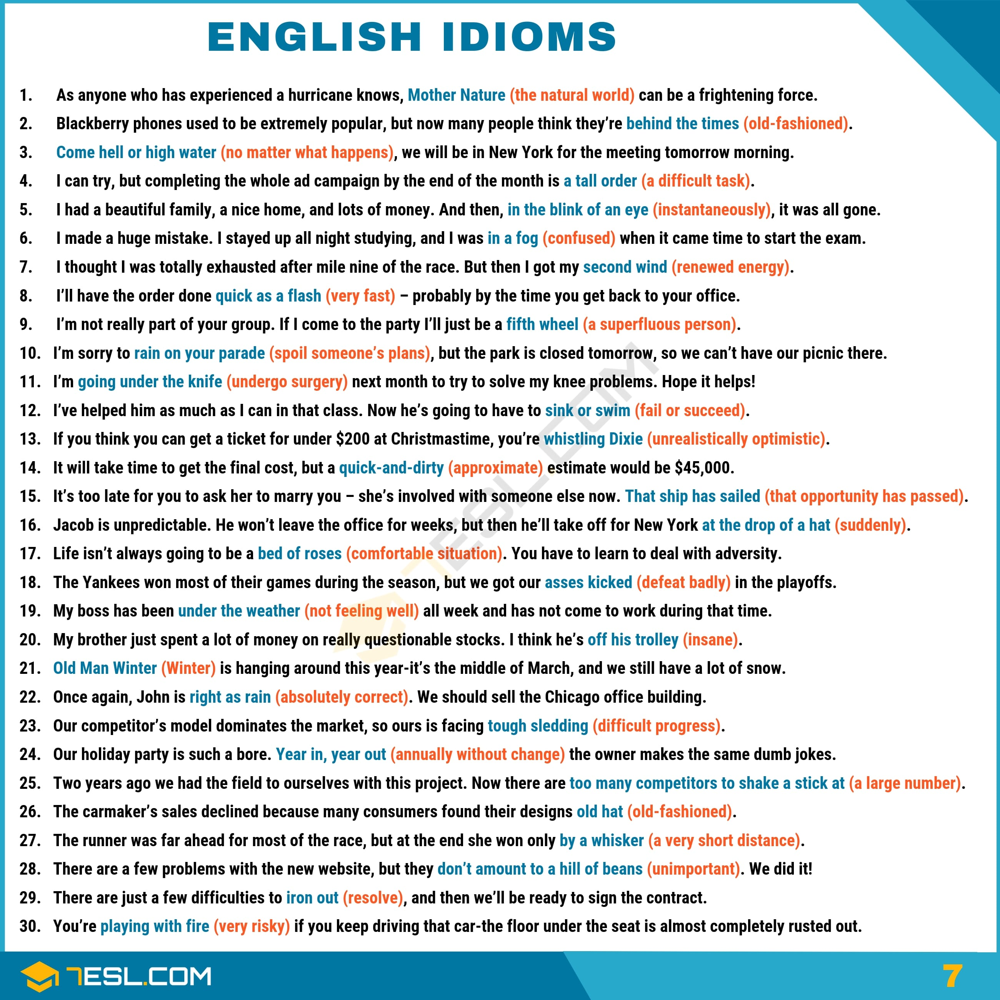 ENGLISH IDIOMS
1. As anyone who has experienced a hurricane knows, Mother Nature (the natural world) can be a frightening force.
2. Blackberry phones used to be extremely popular, but now many people think they’re behind the times (old-fashioned).
3. Come hell or high water (no matter what happens), we will be in New York for the meeting tomorrow morning.
4. I can try, but completing the whole ad campaign by the end of the month is a tall order (a difficult task).
5. I had a beautiful family, a nice home, and lots of money. And then, in the blink of an eye (instantaneously), it was all gone.
6. I made a huge mistake. I stayed up all night studying, and I was in a fog (confused) when it came time to start the exam.
7. I thought I was totally exhausted after mile nine of the race. But then I got my second wind (renewed energy).
8. I’ll have the order done quick as a flash (very fast) – probably by the time you get back to your office.
9. I’m not really part of your group. If I come to the party I’ll just be a fifth wheel (a superfluous person).
10. I’m sorry to rain on your parade (spoil someone’s plans), but the park is closed tomorrow, so we can’t have our picnic there.
11. I’m going under the knife (undergo surgery) next month to try to solve my knee problems. Hope it helps!
12. I’ve helped him as much as I can in that class. Now he’s going to have to sink or swim (fail or succeed).
13. If you think you can get a ticket for under $200 at Christmastime, you’re whistling Dixie (unrealistically optimistic).
14. It will take time to get the final cost, but a quick-and-dirty (approximate) estimate would be $45,000.
15. It’s too late for you to ask her to marry you – she’s involved with someone else now. That ship has sailed (that opportunity has passed).
16. Jacob is unpredictable. He won’t leave the office for weeks, but then he’ll take off for New York at the drop of a hat (suddenly).
17. Life isn’t always going to be a bed of roses (comfortable situation). You have to learn to deal with adversity.
18. The Yankees won most of their games during the season, but we got our asses kicked (defeat badly) in the playoffs.
19. My boss has been under the weather (not feeling well) all week and has not come to work during that time.
20. My brother just spent a lot of money on really questionable stocks. I think he’s off his trolley (insane).
21. Old Man Winter (Winter) is hanging around this year-it’s the middle of March, and we still have a lot of snow.
22. Once again, John is right as rain (absolutely correct). We should sell the Chicago office building.
23. Our competitor’s model dominates the market, so ours is facing tough sledding (difficult progress).
24. Our holiday party is such a bore. Year in, year out (annually without change) the owner makes the same dumb jokes.
25. Two years ago we had the field to ourselves with this project. Now there are too many competitors to shake a stick at (a large number).
26. The carmaker’s sales declined because many consumers found their designs old hat (old-fashioned).
27. The runner was far ahead for most of the race, but at the end she won only by a whisker (a very short distance).
28. There are a few problems with the new website, but they don’t amount to a hill of beans (unimportant). We did it!
29. There are just a few difficulties to iron out (resolve), and then we’ll be ready to sign the contract.
30. You’re playing with fire (very risky) if you keep driving that car-the floor under the seat is almost completely rusted out.
7ESL.COM
7ESL.COM
7